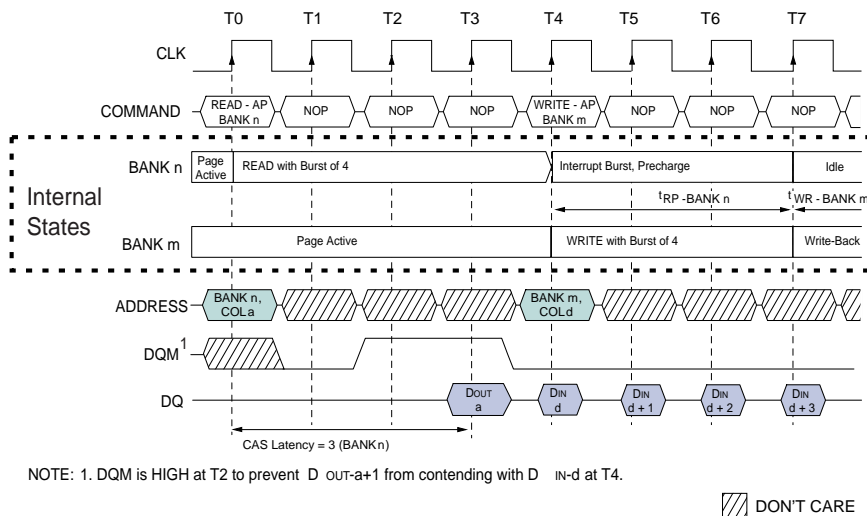 T0 T1 T2 T3 T4 T5 T6 T7
CLK
COMMAND READ - AP BANK n NOP NOP NOP WRITE - AP BANK m NOP NOP NOP
Internal States
BANK n Page Active READ with Burst of 4 Interrupt Burst, Precharge Idle
tRP - BANK n tWR - BANK m
BANK m Page Active WRITE with Burst of 4 Write-Back
ADDRESS BANK n, COL a BANK m, COL d
DQM1
DQ DOUT a DIN d DIN d + 1 DIN d + 2 DIN d + 3
CAS Latency = 3 (BANK n)
NOTE: 1. DQM is HIGH at T2 to prevent D OUT-a+1 from contending with D IN-d at T4.
DON'T CARE